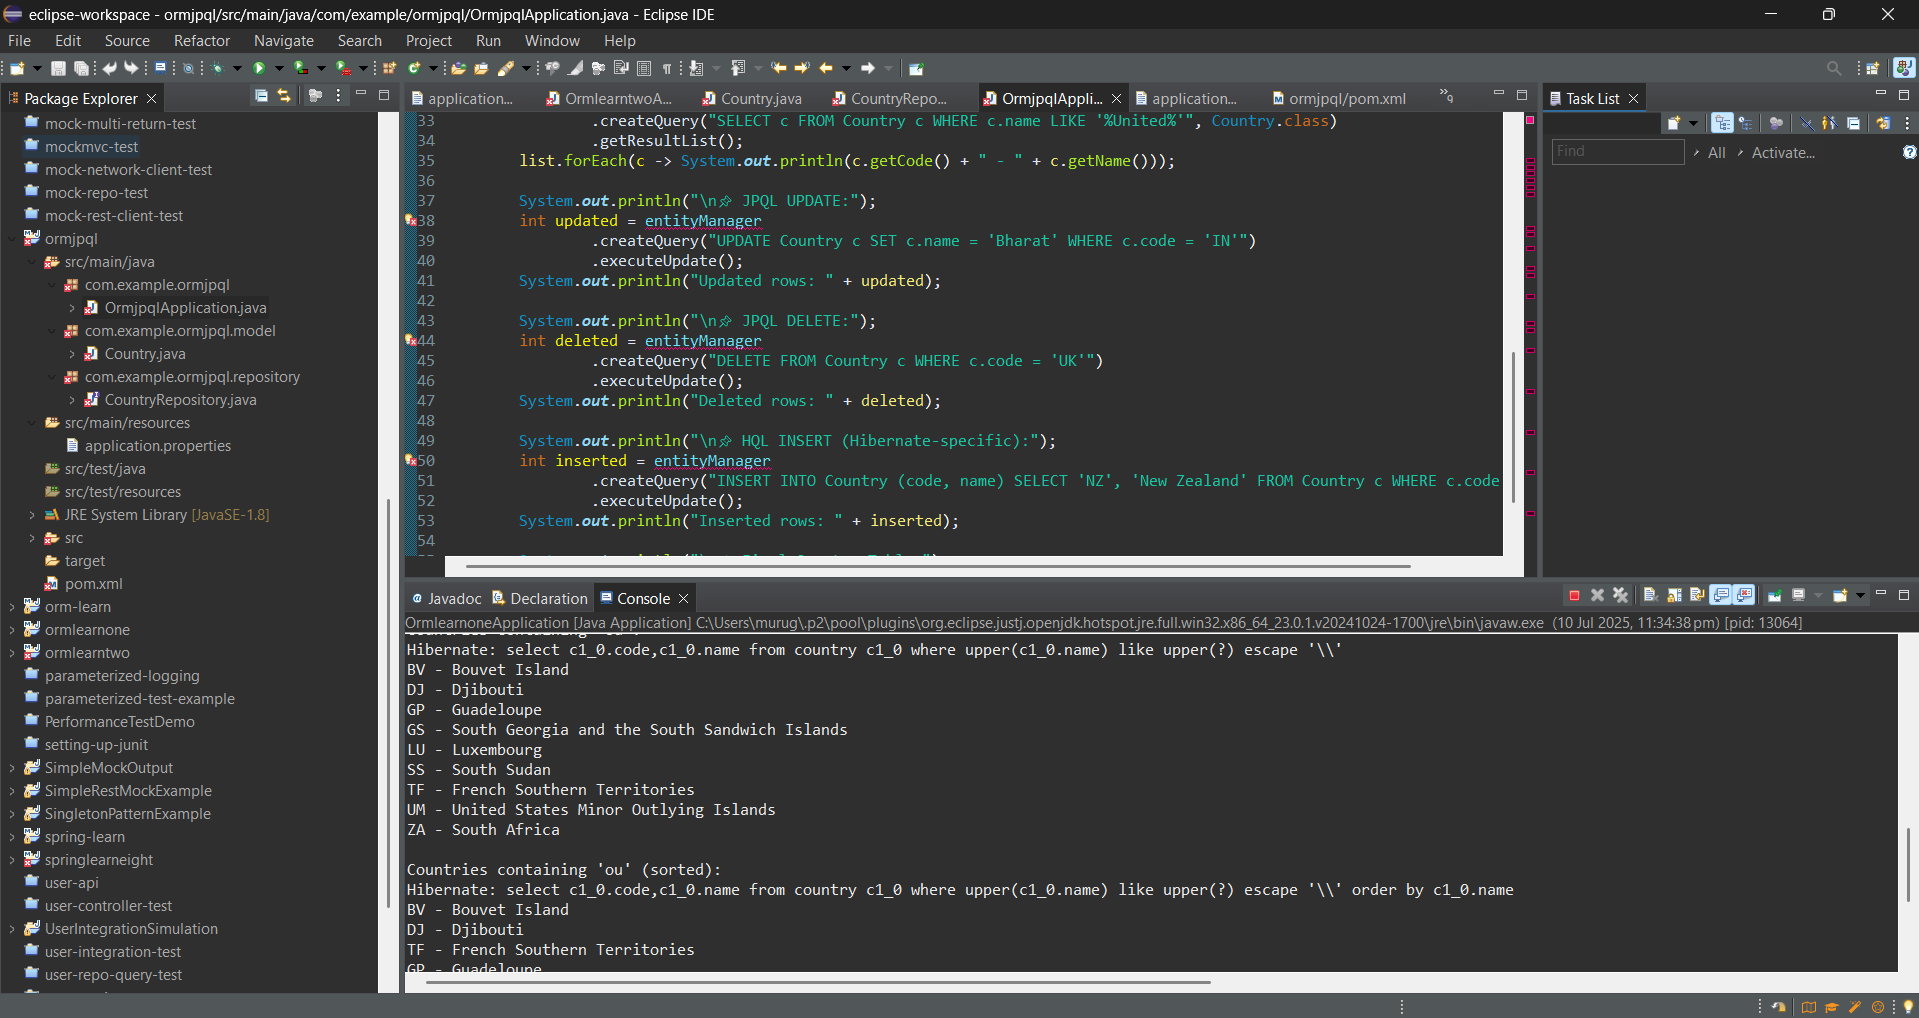 eclipse-workspace - ormjpql/src/main/java/com/example/ormjpql/OrmjpqlApplication.java - Eclipse IDE
File Edit Source Refactor Navigate Search Project Run Window Help
Package Explorer
mock-multi-return-test
mockmvc-test
mock-network-client-test
mock-repo-test
mock-rest-client-test
ormjpql
src/main/java
com.example.ormjpql
OrmjpqlApplication.java
com.example.ormjpql.model
Country.java
com.example.ormjpql.repository
CountryRepository.java
src/main/resources
application.properties
src/test/java
src/test/resources
JRE System Library [JavaSE-1.8]
src
target
pom.xml
orm-learn
ormlearnone
ormlearntwo
parameterized-logging
parameterized-test-example
PerformanceTestDemo
setting-up-junit
SimpleMockOutput
SimpleRestMockExample
SingletonPatternExample
spring-learn
springlearneight
user-api
user-controller-test
UserIntegrationSimulation
user-integration-test
user-repo-query-test
application... OrmlearntwoA... Country.java CountryRepo... OrmjpqlAppli... application... ormjpql/pom.xml »9
33 .createQuery("SELECT c FROM Country c WHERE c.name LIKE '%United%'", Country.class)
34 .getResultList();
35 list.forEach(c -> System.out.println(c.getCode() + " - " + c.getName()));
36
37 System.out.println("\n📌 JPQL UPDATE:");
38 int updated = entityManager
39 .createQuery("UPDATE Country c SET c.name = 'Bharat' WHERE c.code = 'IN'")
40 .executeUpdate();
41 System.out.println("Updated rows: " + updated);
42
43 System.out.println("\n📌 JPQL DELETE:");
44 int deleted = entityManager
45 .createQuery("DELETE FROM Country c WHERE c.code = 'UK'")
46 .executeUpdate();
47 System.out.println("Deleted rows: " + deleted);
48
49 System.out.println("\n📌 HQL INSERT (Hibernate-specific):");
50 int inserted = entityManager
51 .createQuery("INSERT INTO Country (code, name) SELECT 'NZ', 'New Zealand' FROM Country c WHERE c.code
52 .executeUpdate();
53 System.out.println("Inserted rows: " + inserted);
54
Task List
Find All Activate...
Javadoc Declaration Console
OrmlearnoneApplication [Java Application] C:\Users\murug\.p2\pool\plugins\org.eclipse.justj.openjdk.hotspot.jre.full.win32.x86_64_23.0.1.v20241024-1700\jre\bin\javaw.exe (10 Jul 2025, 11:34:38 pm) [pid: 13064]
Hibernate: select c1_0.code,c1_0.name from country c1_0 where upper(c1_0.name) like upper(?) escape '\\'
BV - Bouvet Island
DJ - Djibouti
GP - Guadeloupe
GS - South Georgia and the South Sandwich Islands
LU - Luxembourg
SS - South Sudan
TF - French Southern Territories
UM - United States Minor Outlying Islands
ZA - South Africa
Countries containing 'ou' (sorted):
Hibernate: select c1_0.code,c1_0.name from country c1_0 where upper(c1_0.name) like upper(?) escape '\\' order by c1_0.name
BV - Bouvet Island
DJ - Djibouti
TF - French Southern Territories
GP - Guadeloupe